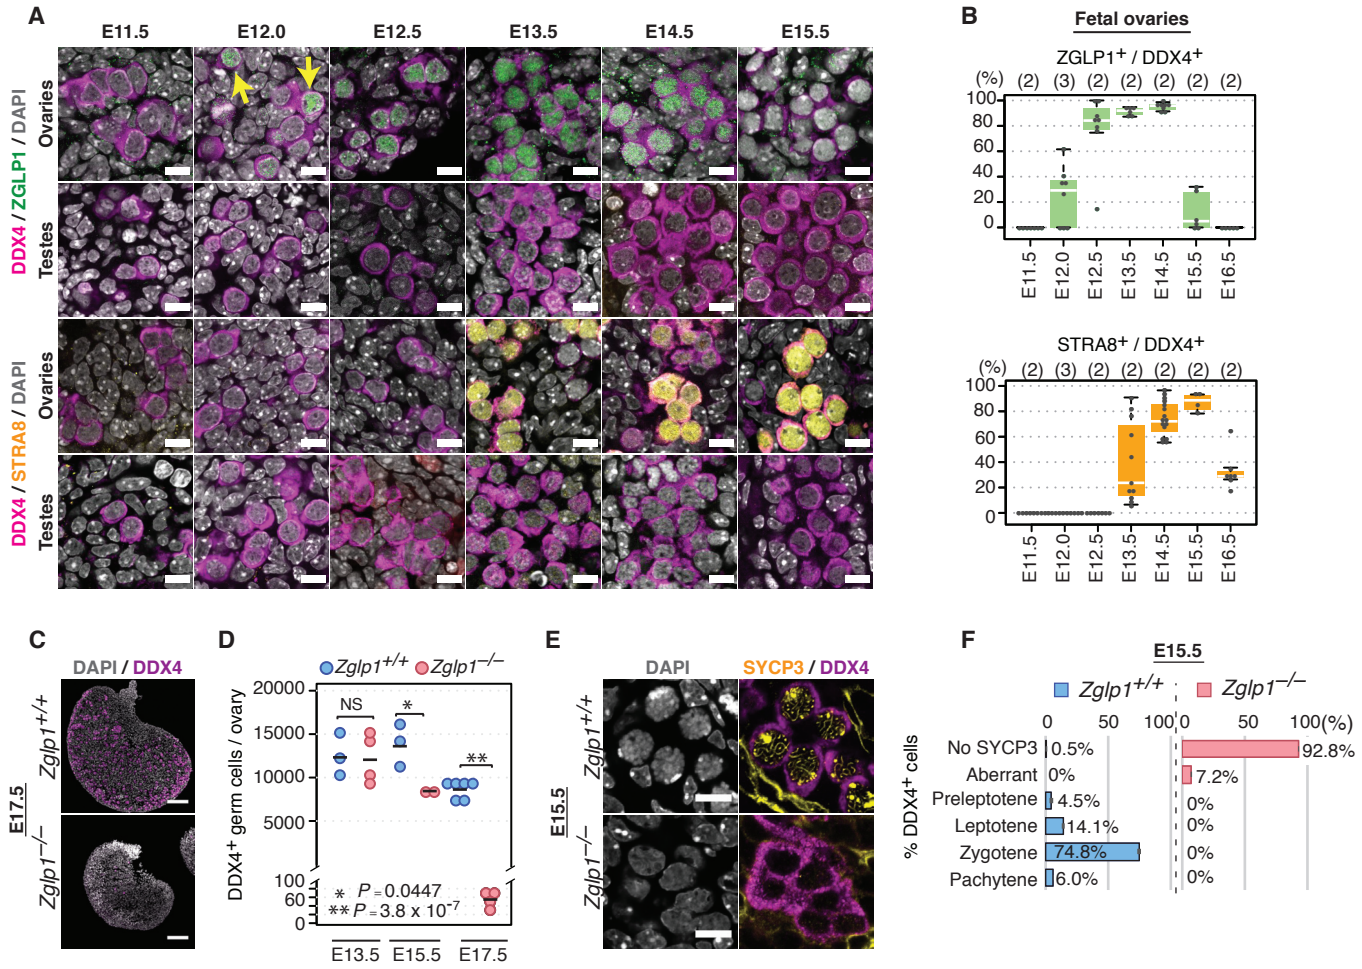 A
E11.5 E12.0 E12.5 E13.5 E14.5 E15.5
DDX4 / ZGLP1 / DAPI
Ovaries
Testes
DDX4 / STRA8 / DAPI
Ovaries
Testes
B
Fetal ovaries
ZGLP1+ / DDX4+
(%) (2) (3) (2) (2) (2) (2) (2)
100
80
60
40
20
0
E11.5 E12.0 E12.5 E13.5 E14.5 E15.5 E16.5
STRA8+ / DDX4+
(%) (2) (3) (2) (2) (2) (2) (2)
100
80
60
40
20
0
E11.5 E12.0 E12.5 E13.5 E14.5 E15.5 E16.5
C
DAPI / DDX4
E17.5
Zglp1+/+
Zglp1−/−
D
Zglp1+/+ Zglp1−/−
DDX4+ germ cells / ovary
20000
15000
10000
5000
100
60
0
NS * **
* P = 0.0447
** P = 3.8 x 10-7
E13.5 E15.5 E17.5
E
DAPI SYCP3 / DDX4
E15.5
Zglp1+/+
Zglp1−/−
F
E15.5
Zglp1+/+ Zglp1−/−
0 50 100 0 50 100(%)
% DDX4+ cells
No SYCP3 0.5% 92.8%
Aberrant 0% 7.2%
Preleptotene 4.5% 0%
Leptotene 14.1% 0%
Zygotene 74.8% 0%
Pachytene 6.0% 0%